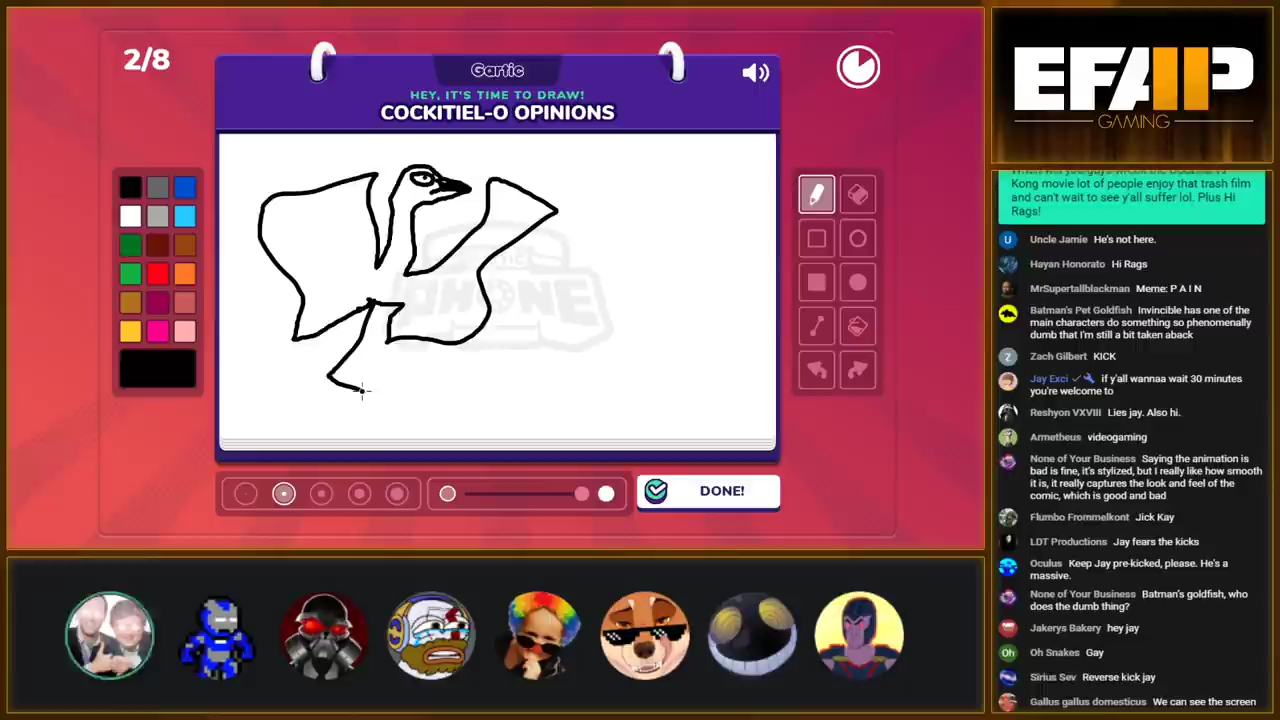 2/8
Gartic
HEY, IT'S TIME TO DRAW!
COCKITIEL-O OPINIONS
PHONE
DONE!
EFAP
GAMING
Kong movie lot of people enjoy that trash film
and can't wait to see y'all suffer lol. Plus Hi
Rags!
U
Uncle Jamie He's not here.
Hayan Honorato Hi Rags
MrSupertallblackman Meme: P A I N
Batman's Pet Goldfish Invincible has one of the
main characters do something so phenomenally
dumb that I'm still a bit taken aback
Z
Zach Gilbert KICK
Jay Exci if y'all wannaa wait 30 minutes
you're welcome to
Reshyon VXVIII Lies jay. Also hi.
Armetheus videogaming
None of Your Business Saying the animation is
bad is fine, it's stylized, but I really like how smooth
it is, it really captures the look and feel of the
comic, which is good and bad
Flumbo Frommelkont Jick Kay
LDT Productions Jay fears the kicks
Oculus Keep Jay pre-kicked, please. He's a
massive.
None of Your Business Batman's goldfish, who
does the dumb thing?
Jakerys Bakery hey jay
Oh
Oh Snakes Gay
Sirius Sev Reverse kick jay
Gallus gallus domesticus We can see the screen